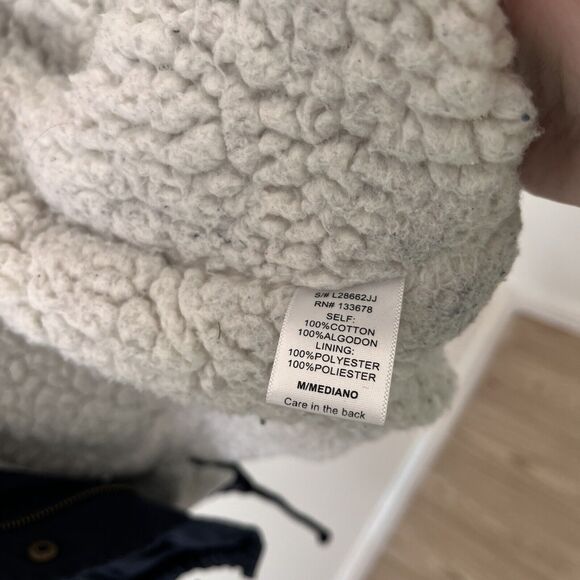 S/# L28662JJ
RN# 133678
SELF:
100%COTTON
100%ALGODON
LINING:
100%POLYESTER
100%POLIESTER
M/MEDIANO
Care in the back